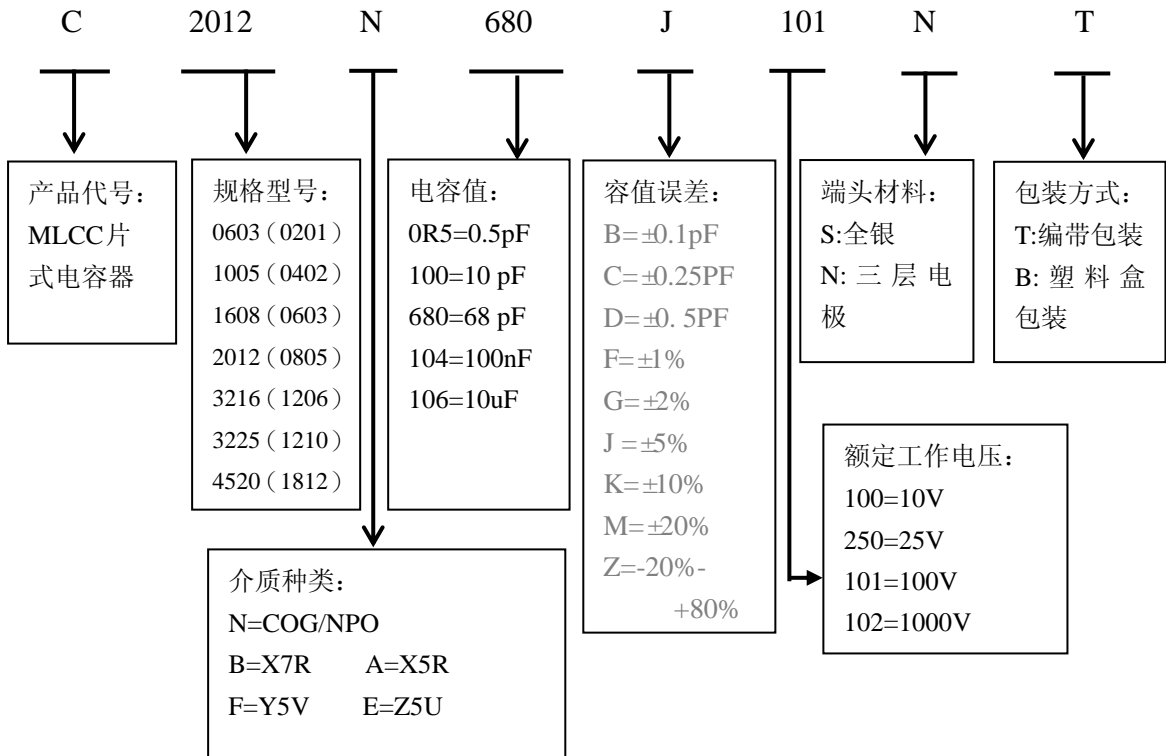 C 2012 N 680 J 101 N T
产品代号：
MLCC片
式电容器
规格型号：
0603（0201）
1005（0402）
1608（0603）
2012（0805）
3216（1206）
3225（1210）
4520（1812）
电容值：
0R5=0.5pF
100=10 pF
680=68 pF
104=100nF
106=10uF
容值误差：
B=±0.1pF
C=±0.25PF
D=±0. 5PF
F=±1%
G=±2%
J =±5%
K=±10%
M=±20%
Z=-20%-
+80%
端头材料：
S:全银
N: 三 层 电
极
包装方式：
T:编带包装
B: 塑 料 盒
包装
额定工作电压：
100=10V
250=25V
101=100V
102=1000V
介质种类：
N=COG/NPO
B=X7R A=X5R
F=Y5V E=Z5U